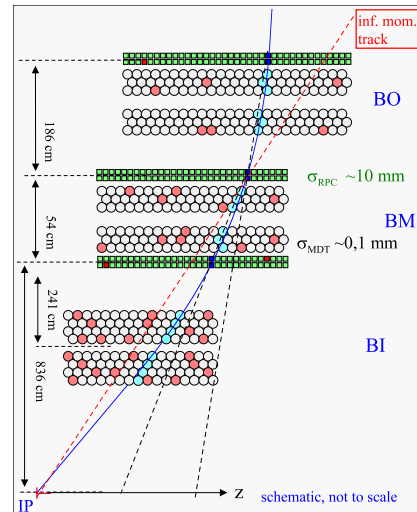 inf. mom.
track
BO
186 cm
σRPC ~10 mm
BM
54 cm
σMDT ~0,1 mm
241 cm
BI
836 cm
z
IP
schematic, not to scale